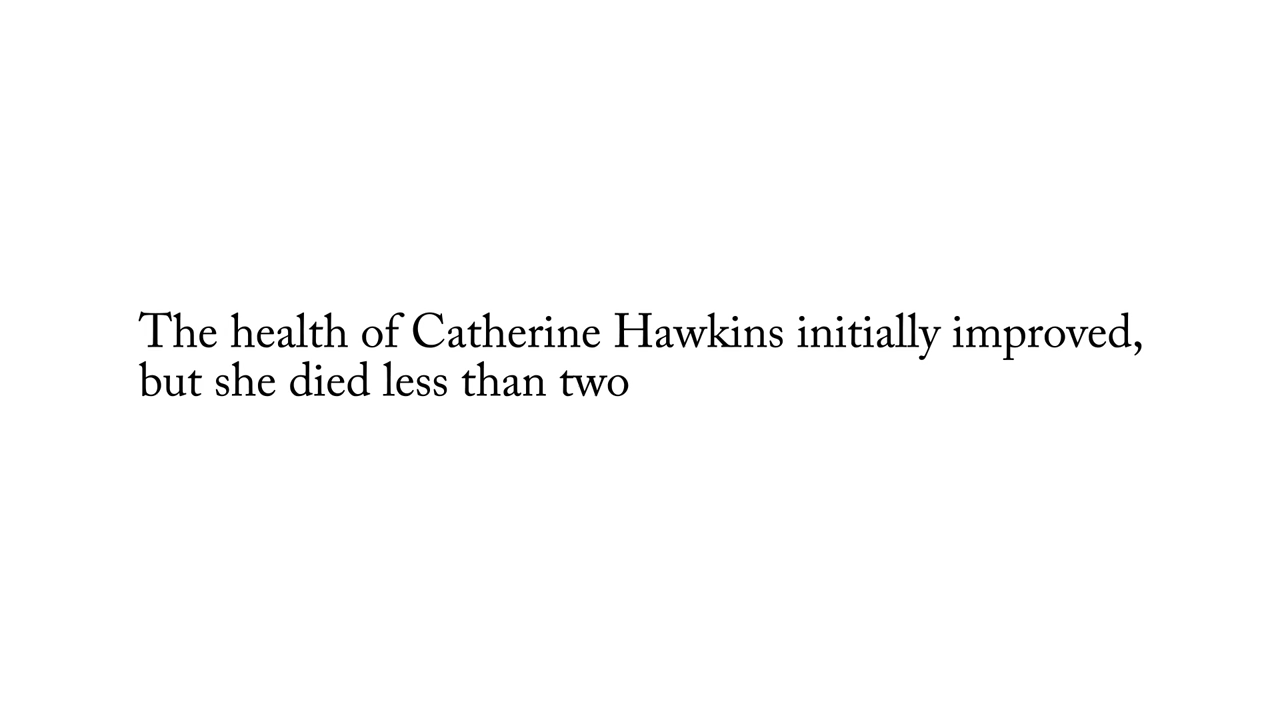 The health of Catherine Hawkins initially improved,
but she died less than two